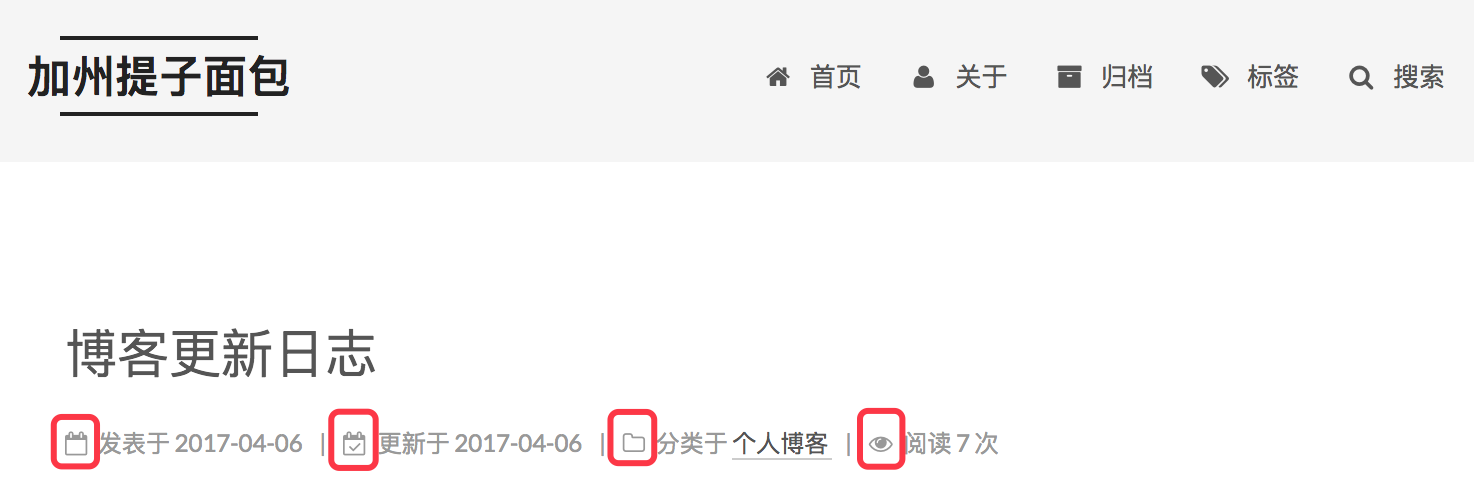 加州提子面包
首页 关于 归档 标签 搜索
博客更新日志
发表于 2017-04-06 | 更新于 2017-04-06 | 分类于 个人博客 | 阅读 7 次